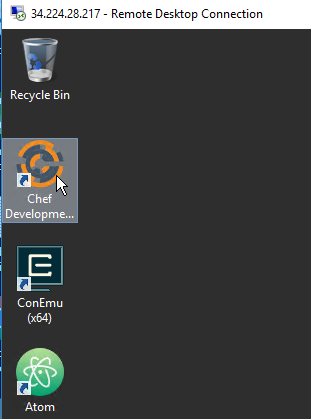 34.224.28.217 - Remote Desktop Connection
Recycle Bin
Chef
Developme...
ConEmu
(x64)
Atom